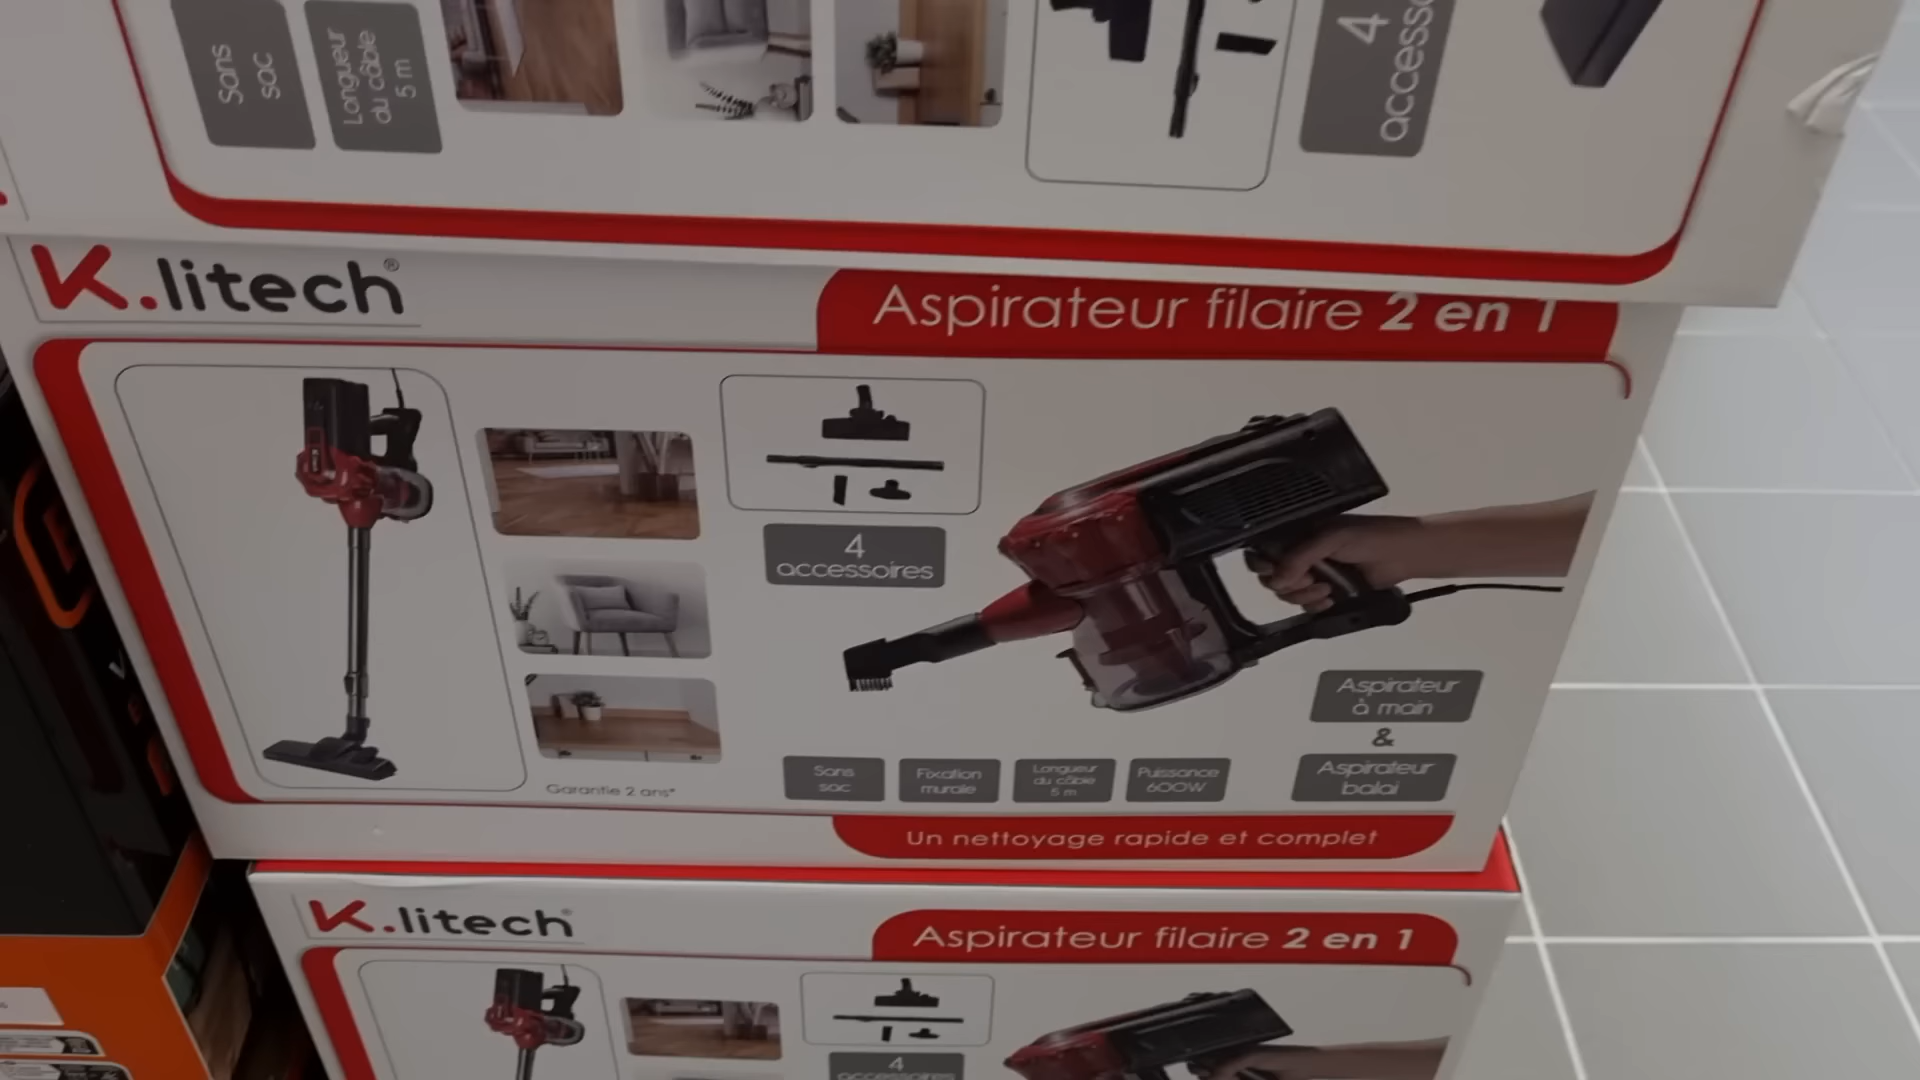 Sans
sac
Longueur
du câble
5 m
4
K.litech®
Aspirateur filaire 2 en 1
4
accessoires
Aspirateur
à main
&
Aspirateur
balai
Sans
sac
Fixation
murale
Longueur
du câble
5 m
Puissance
600W
Garantie 2 ans*
Un nettoyage rapide et complet
K.litech®
Aspirateur filaire 2 en 1
4
accessoires